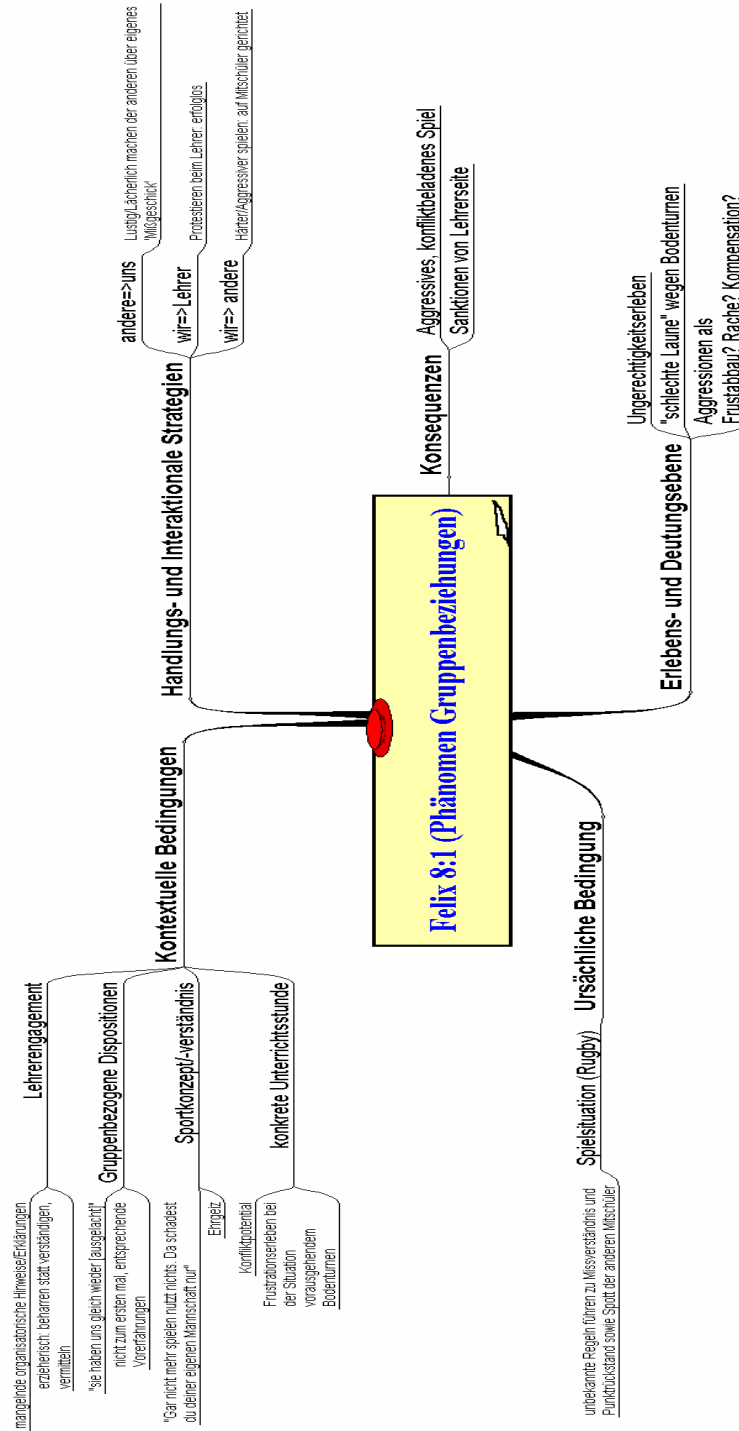 Felix 8:1 (Phänomen Gruppenbeziehungen)
Kontextuelle Bedingungen
Lehrerengagement
mangelnde organisatorische Hinweise/Erklärungen
erzieherisch: beharren statt verständigen,
vermitteln
Gruppenbezogene Dispositionen
"sie haben uns gleich wieder [ausgelacht]"
nicht zum ersten mal, entsprechende
Vorerfahrungen
Sportkonzept/-verständnis
"Gar nicht mehr spielen nutzt nichts. Da schadest
du deiner eigenen Mannschaft nur"
Ehrgeiz
konkrete Unterrichtsstunde
Konfliktpotential
Frustrationserleben bei
der Situation
vorausgehendem
Bodenturnen
Handlungs- und Interaktionale Strategien
andere=>uns
Lustig/Lächerlich machen der anderen über eigenes
'Mißgeschick'
wir=>Lehrer
Protestieren beim Lehrer: erfolglos
wir=> andere
Härter/Aggressiver spielen: auf Mitschüler gerichtet
Konsequenzen
Aggressives, konfliktbeladenes Spiel
Sanktionen von Lehrerseite
Erlebens- und Deutungsebene
Ungerechtigkeitserleben
"schlechte Laune" wegen Bodenturnen
Aggressionen als
Frustabbau? Rache? Kompensation?
Ursächliche Bedingung
Spielsituation (Rugby)
unbekannte Regeln führen zu Missverständnis und
Punktrückstand sowie Spott der anderen Mitschüler